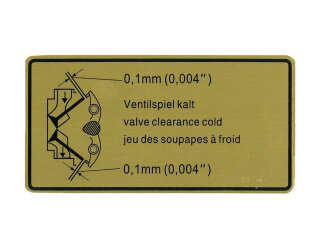 0,1mm (0,004″)
Ventilspiel kalt
valve clearance cold
jeu des soupapes à froid
0,1mm (0,004″)